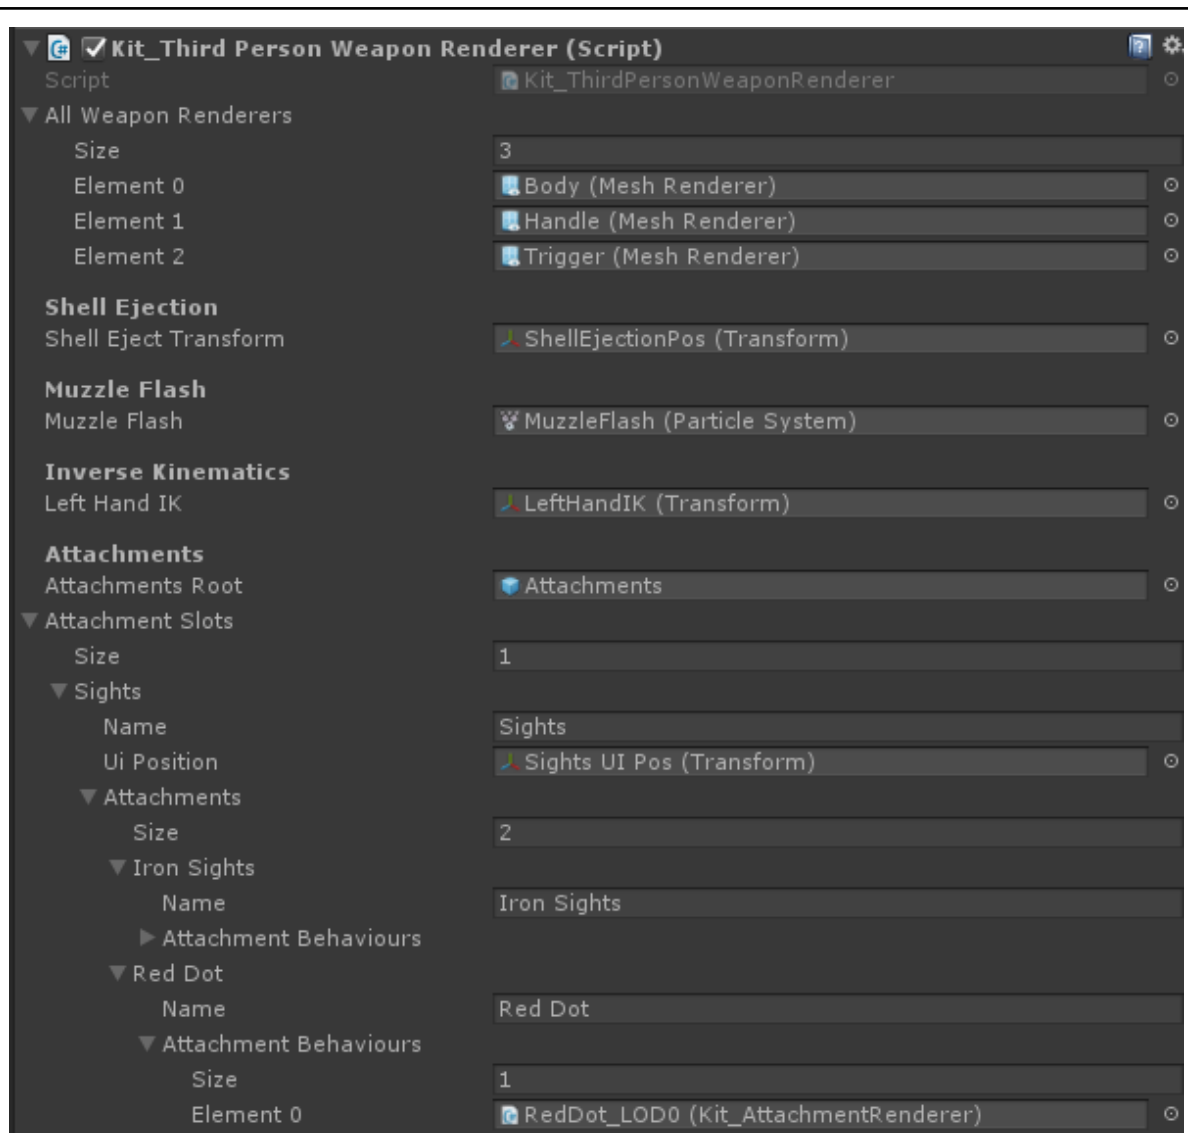 Kit_Third Person Weapon Renderer (Script)
Script Kit_ThirdPersonWeaponRenderer
All Weapon Renderers
Size 3
Element 0 Body (Mesh Renderer)
Element 1 Handle (Mesh Renderer)
Element 2 Trigger (Mesh Renderer)
Shell Ejection
Shell Eject Transform ShellEjectionPos (Transform)
Muzzle Flash
Muzzle Flash MuzzleFlash (Particle System)
Inverse Kinematics
Left Hand IK LeftHandIK (Transform)
Attachments
Attachments Root Attachments
Attachment Slots
Size 1
Sights
Name Sights
Ui Position Sights UI Pos (Transform)
Attachments
Size 2
Iron Sights
Name Iron Sights
Attachment Behaviours
Red Dot
Name Red Dot
Attachment Behaviours
Size 1
Element 0 RedDot_LOD0 (Kit_AttachmentRenderer)